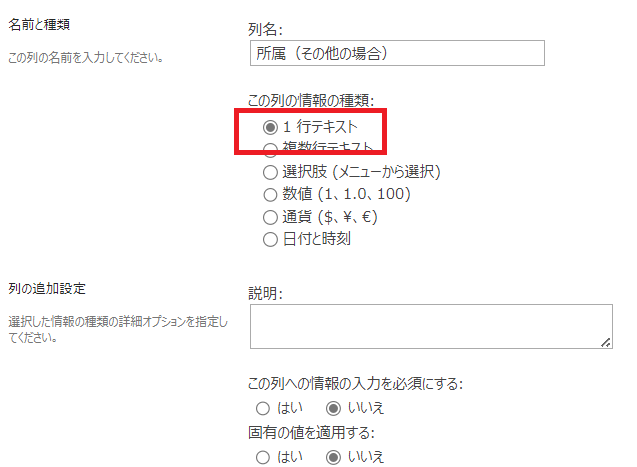 名前と種類
この列の名前を入力してください。
列名:
所属（その他の場合）
この列の情報の種類:
1 行テキスト
複数行テキスト
選択肢 (メニューから選択)
数値 (1、1.0、100)
通貨 ($、¥、€)
日付と時刻
列の追加設定
選択した情報の種類の詳細オプションを指定し
てください。
説明:
この列への情報の入力を必須にする:
はい いいえ
固有の値を適用する:
はい いいえ